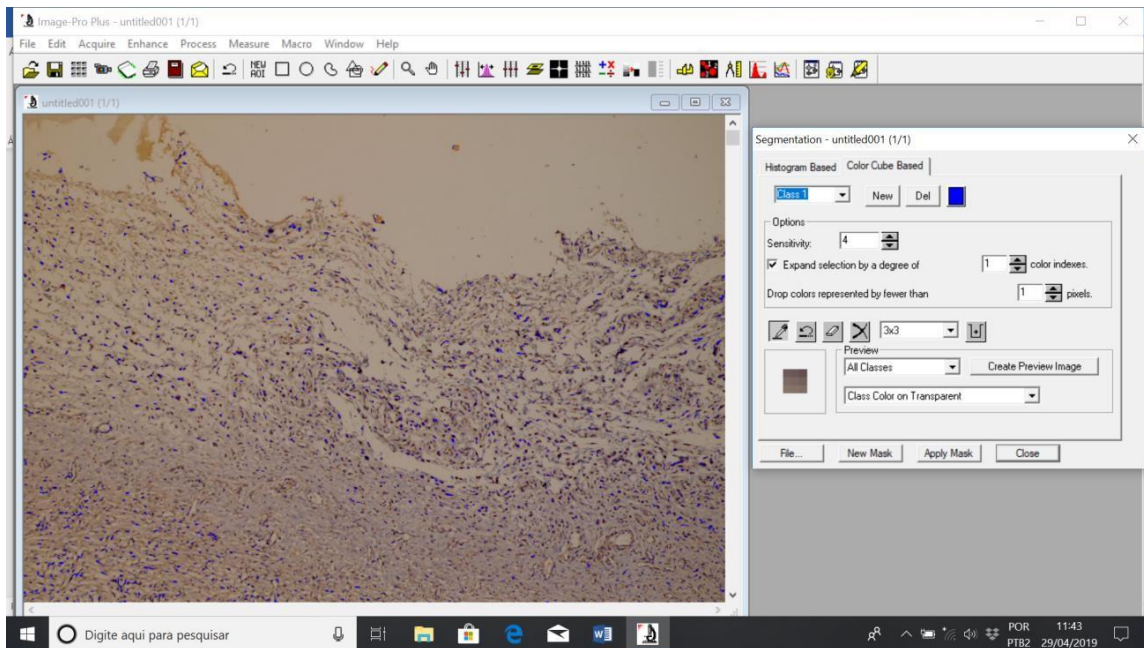 Image-Pro Plus - untitled001 (1/1)
File Edit Acquire Enhance Process Measure Macro Window Help
NEW
AOI
untitled001 (1/1)
Segmentation - untitled001 (1/1)
Histogram Based Color Cube Based
Class 1 New Del
Options
Sensitivity: 4
Expand selection by a degree of 1 color indexes.
Drop colors represented by fewer than 1 pixels.
3x3
Preview
All Classes Create Preview Image
Class Color on Transparent
File... New Mask Apply Mask Close
Digite aqui para pesquisar
POR 11:43
PTB2 29/04/2019